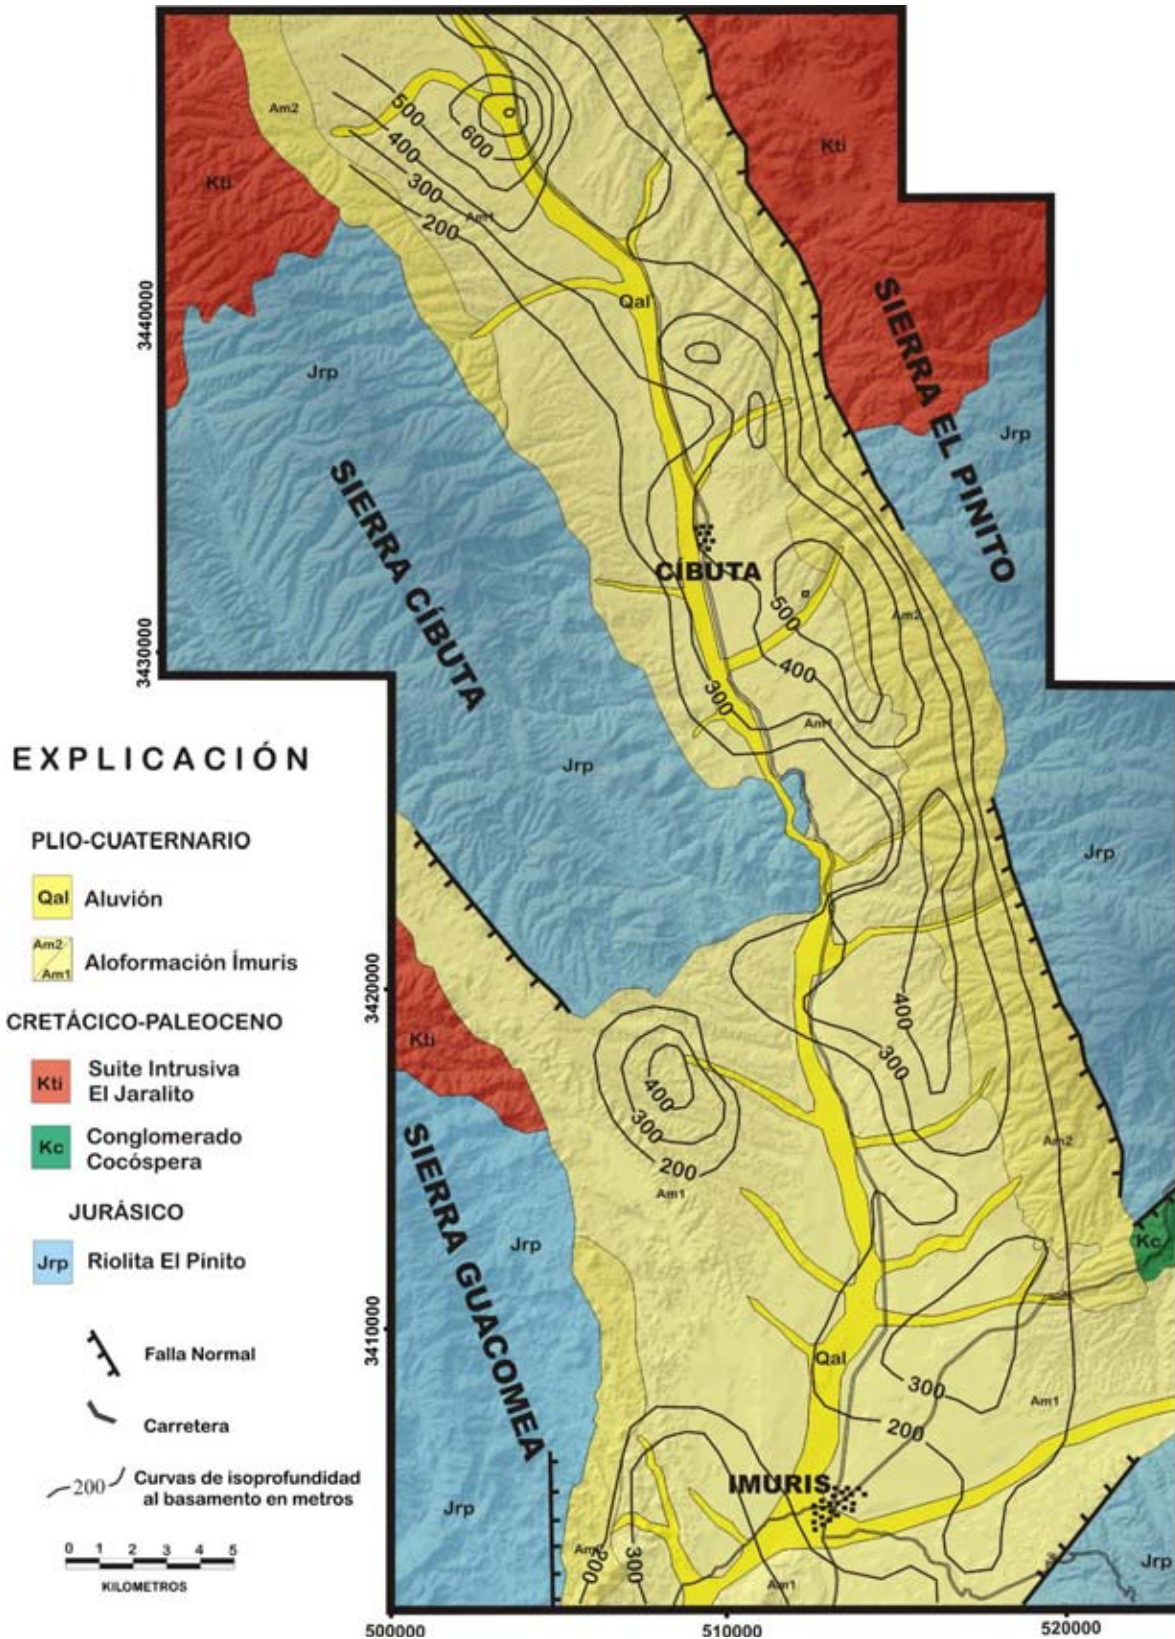 Am2
500
600
Kti
400
Kti
300
Am1
200
3440000
Qal
SIERRA EL PINITO
Jrp
Jrp
SIERRA CÍBUTA
CÍBUTA
500
Am2
3430000
400
300
Am1
EXPLICACIÓN
Jrp
PLIO-CUATERNARIO
Jrp
Qal Aluvión
Am2
Am1
Aloformación Ímuris
3420000
400
CRETÁCICO-PALEOCENO
Kti
300
Kti Suite Intrusiva
El Jaralito
400
300
Am2
Kc Conglomerado
Cocóspera
200
Am1
SIERRA GUACOMEA
JURÁSICO
Kc
Jrp
Jrp Riolita El Pinito
3410000
Falla Normal
Qal
300
Am1
Carretera
200
200 Curvas de isoprofundidad
al basamento en metros
IMURIS
Jrp
0 1 2 3 4 5
KILOMETROS
200
300
Am1
Jrp
500000
510000
520000